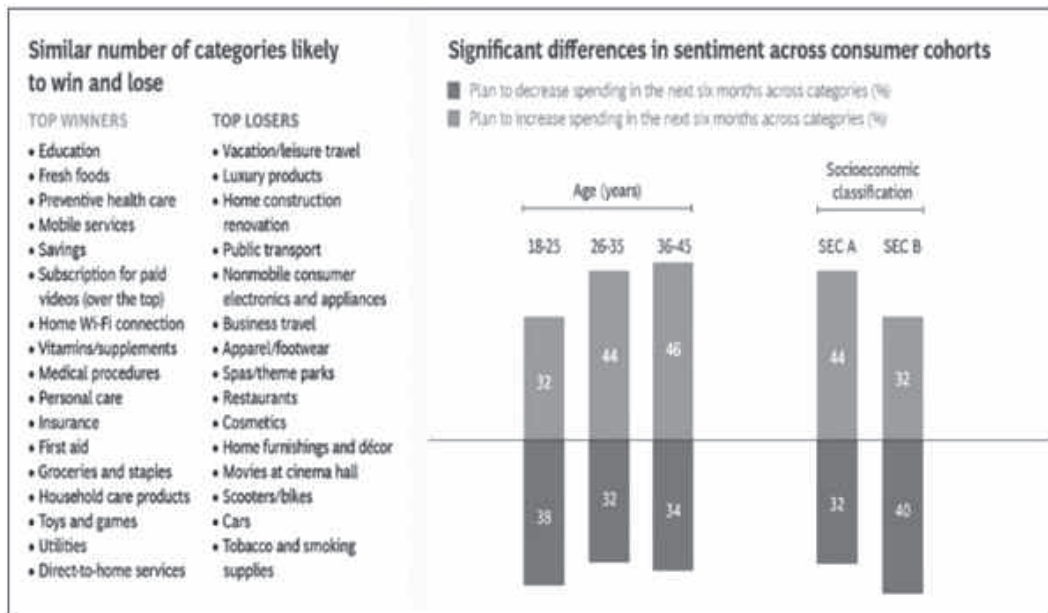 Similar number of categories likely
to win and lose
TOP WINNERS
• Education
• Fresh foods
• Preventive health care
• Mobile services
• Savings
• Subscription for paid
videos (over the top)
• Home Wi-Fi connection
• Vitamins/supplements
• Medical procedures
• Personal care
• Insurance
• First aid
• Groceries and staples
• Household care products
• Toys and games
• Utilities
• Direct-to-home services
TOP LOSERS
• Vacation/leisure travel
• Luxury products
• Home construction
renovation
• Public transport
• Nonmobile consumer
electronics and appliances
• Business travel
• Apparel/footwear
• Spas/theme parks
• Restaurants
• Cosmetics
• Home furnishings and décor
• Movies at cinema hall
• Scooters/bikes
• Cars
• Tobacco and smoking
supplies
Significant differences in sentiment across consumer cohorts
Plan to decrease spending in the next six months across categories (%)
Plan to increase spending in the next six months across categories (%)
Age (years)
Socioeconomic
classification
18-25 26-35 36-45 SEC A SEC B
32 44 46 44 32
38 32 34 32 40